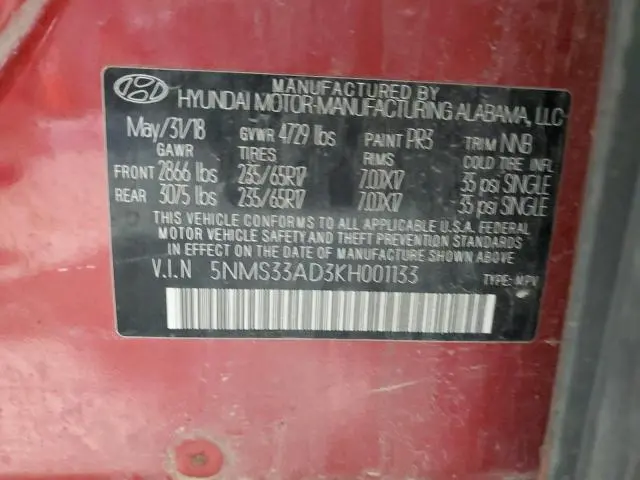 MANUFACTURED BY
HYUNDAI MOTOR MANUFACTURING ALABAMA, LLC
May/31/18 GVWR 4729 lbs PAINT PR3 TRIM NNB
GAWR TIRES RIMS COLD TIRE INFL
FRONT 2866 lbs 235/65R17 7.0JX17 35 psi SINGLE
REAR 3075 lbs 235/65R17 7.0JX17 35 psi SINGLE
THIS VEHICLE CONFORMS TO ALL APPLICABLE U.S.A. FEDERAL
MOTOR VEHICLE SAFETY AND THEFT PREVENTION STANDARDS
IN EFFECT ON THE DATE OF MANUFACTURE SHOWN ABOVE.
V.I.N 5NMS33AD3KH001133 TYPE: MPV